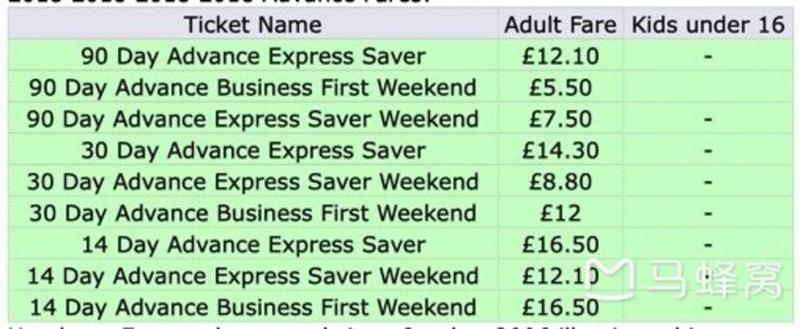 Ticket Name Adult Fare Kids under 16
90 Day Advance Express Saver £12.10 -
90 Day Advance Business First Weekend £5.50
90 Day Advance Express Saver Weekend £7.50 -
30 Day Advance Express Saver £14.30 -
30 Day Advance Express Saver Weekend £8.80 -
30 Day Advance Business First Weekend £12 -
14 Day Advance Express Saver £16.50 -
14 Day Advance Express Saver Weekend £12.10 -
14 Day Advance Business First Weekend £16.50 -
马蜂窝